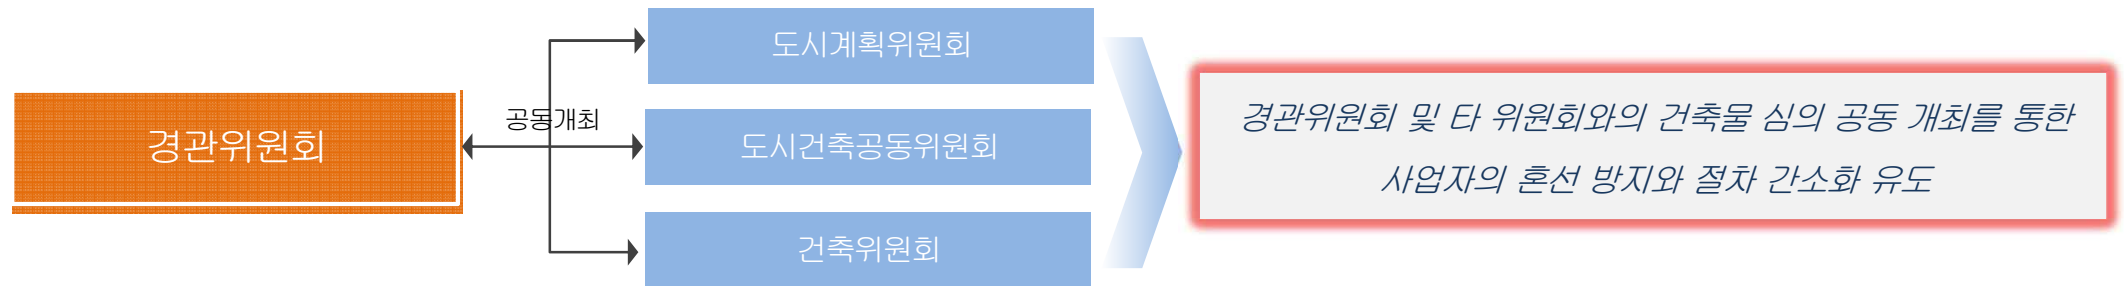 경관위원회
공동개최
도시계획위원회
도시건축공동위원회
건축위원회
경관위원회 및 타 위원회와의 건축물 심의 공동 개최를 통한
사업자의 혼선 방지와 절차 간소화 유도